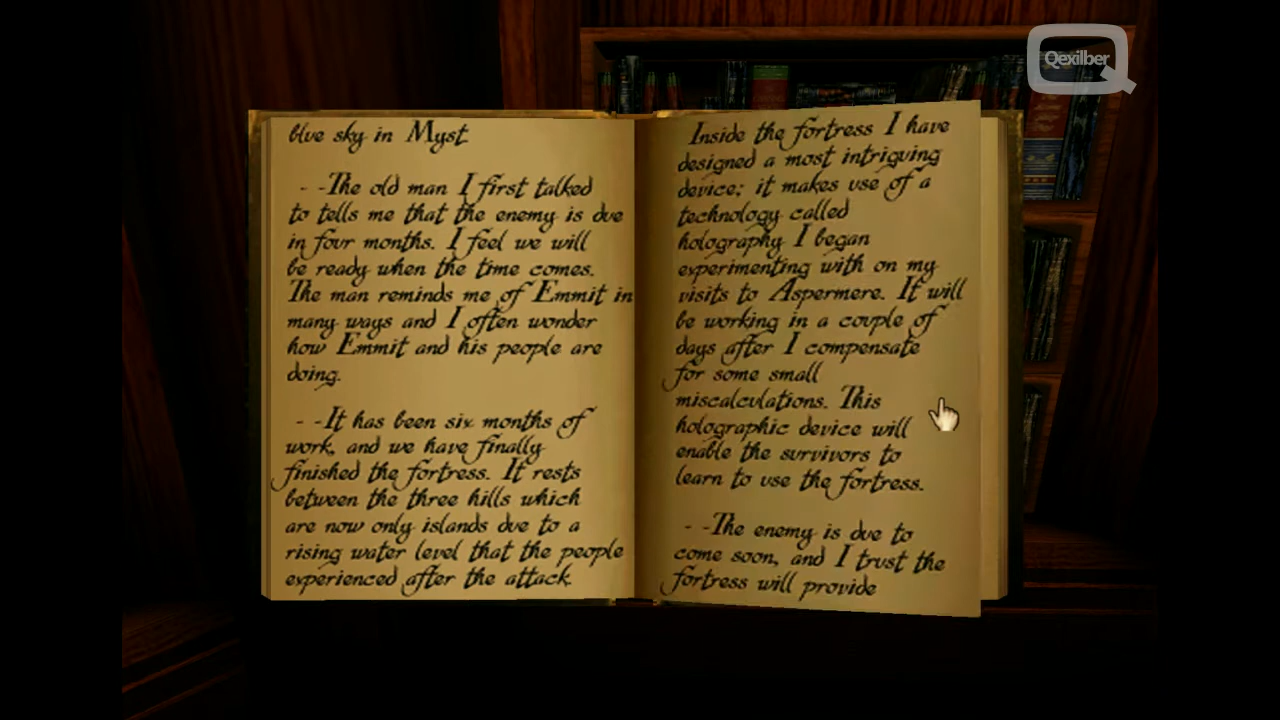 Qexilber
blue sky in Myst
- -The old man I first talked
to tells me that the enemy is due
in four months. I feel we will
be ready when the time comes.
The man reminds me of Emmit in
many ways and I often wonder
how Emmit and his people are
doing.
- -It has been six months of
work, and we have finally
finished the fortress. It rests
between the three hills which
are now only islands due to a
rising water level that the people
experienced after the attack
Inside the fortress I have
designed a most intriguing
device; it makes use of a
technology called
holography I began
experimenting with on my
visits to Aspermere. It will
be working in a couple of
days after I compensate
for some small
miscalculations. This
holographic device will
enable the survivors to
learn to use the fortress.
- -The enemy is due to
come soon, and I trust the
fortress will provide